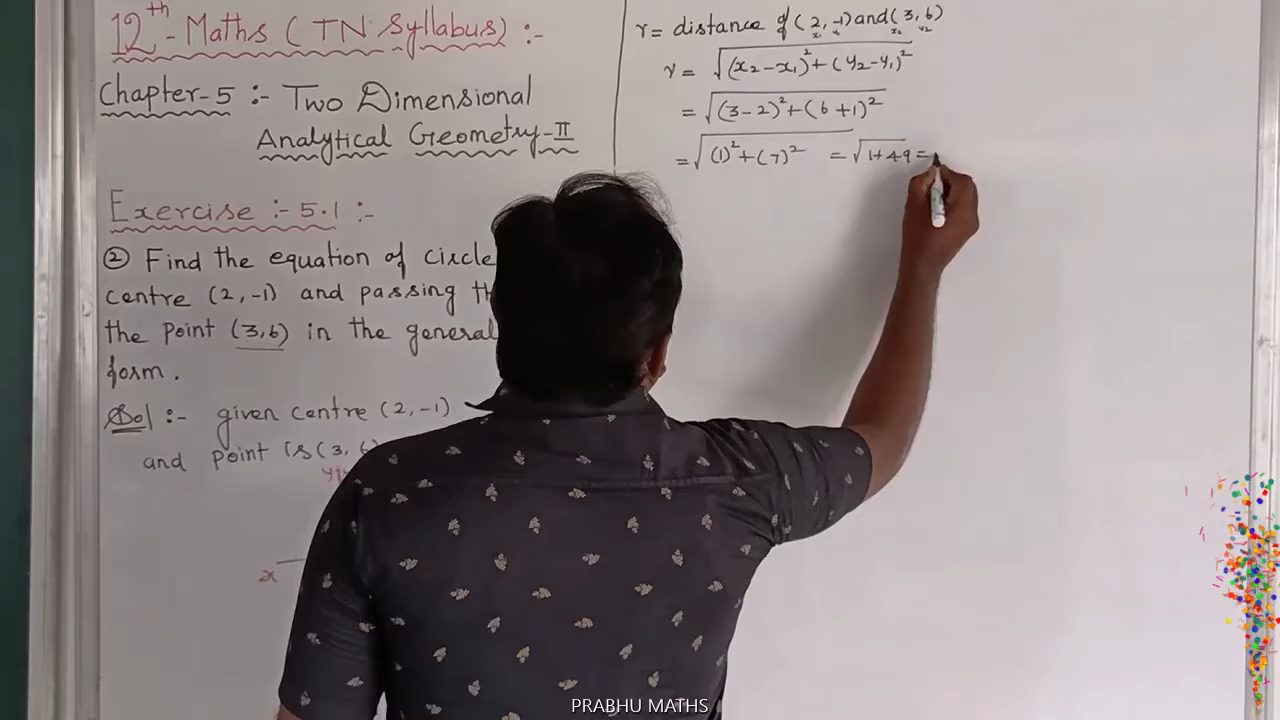 12th - Maths (TN Syllabus) :-
Chapter-5 :- Two Dimensional
Analytical Geometry-II
Exercise :- 5.1 :-
② Find the equation of circle
centre (2,-1) and passing
the point (3,6) in the general
form.
Sol :- given centre (2,-1)
and point is (3,
x
r = distance of (2,-1) and (3,6)
x₁ y₁ x₂ y₂
r = √(x₂-x₁)²+(y₂-y₁)²
= √(3-2)²+(6+1)²
= √(1)²+(7)² = √1+49 =
PRABHU MATHS